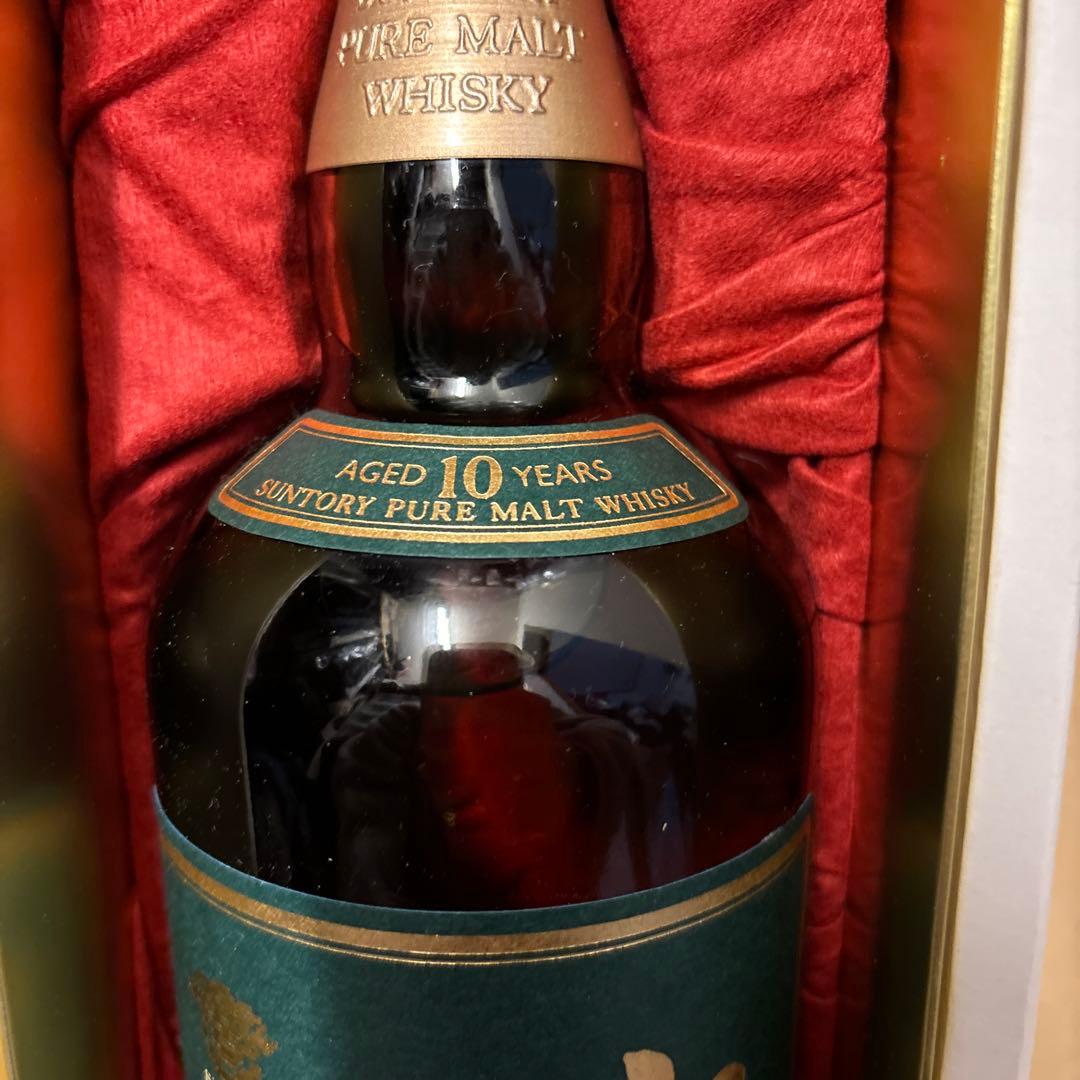 PURE MALT
WHISKY
AGED 10 YEARS
SUNTORY PURE MALT WHISKY